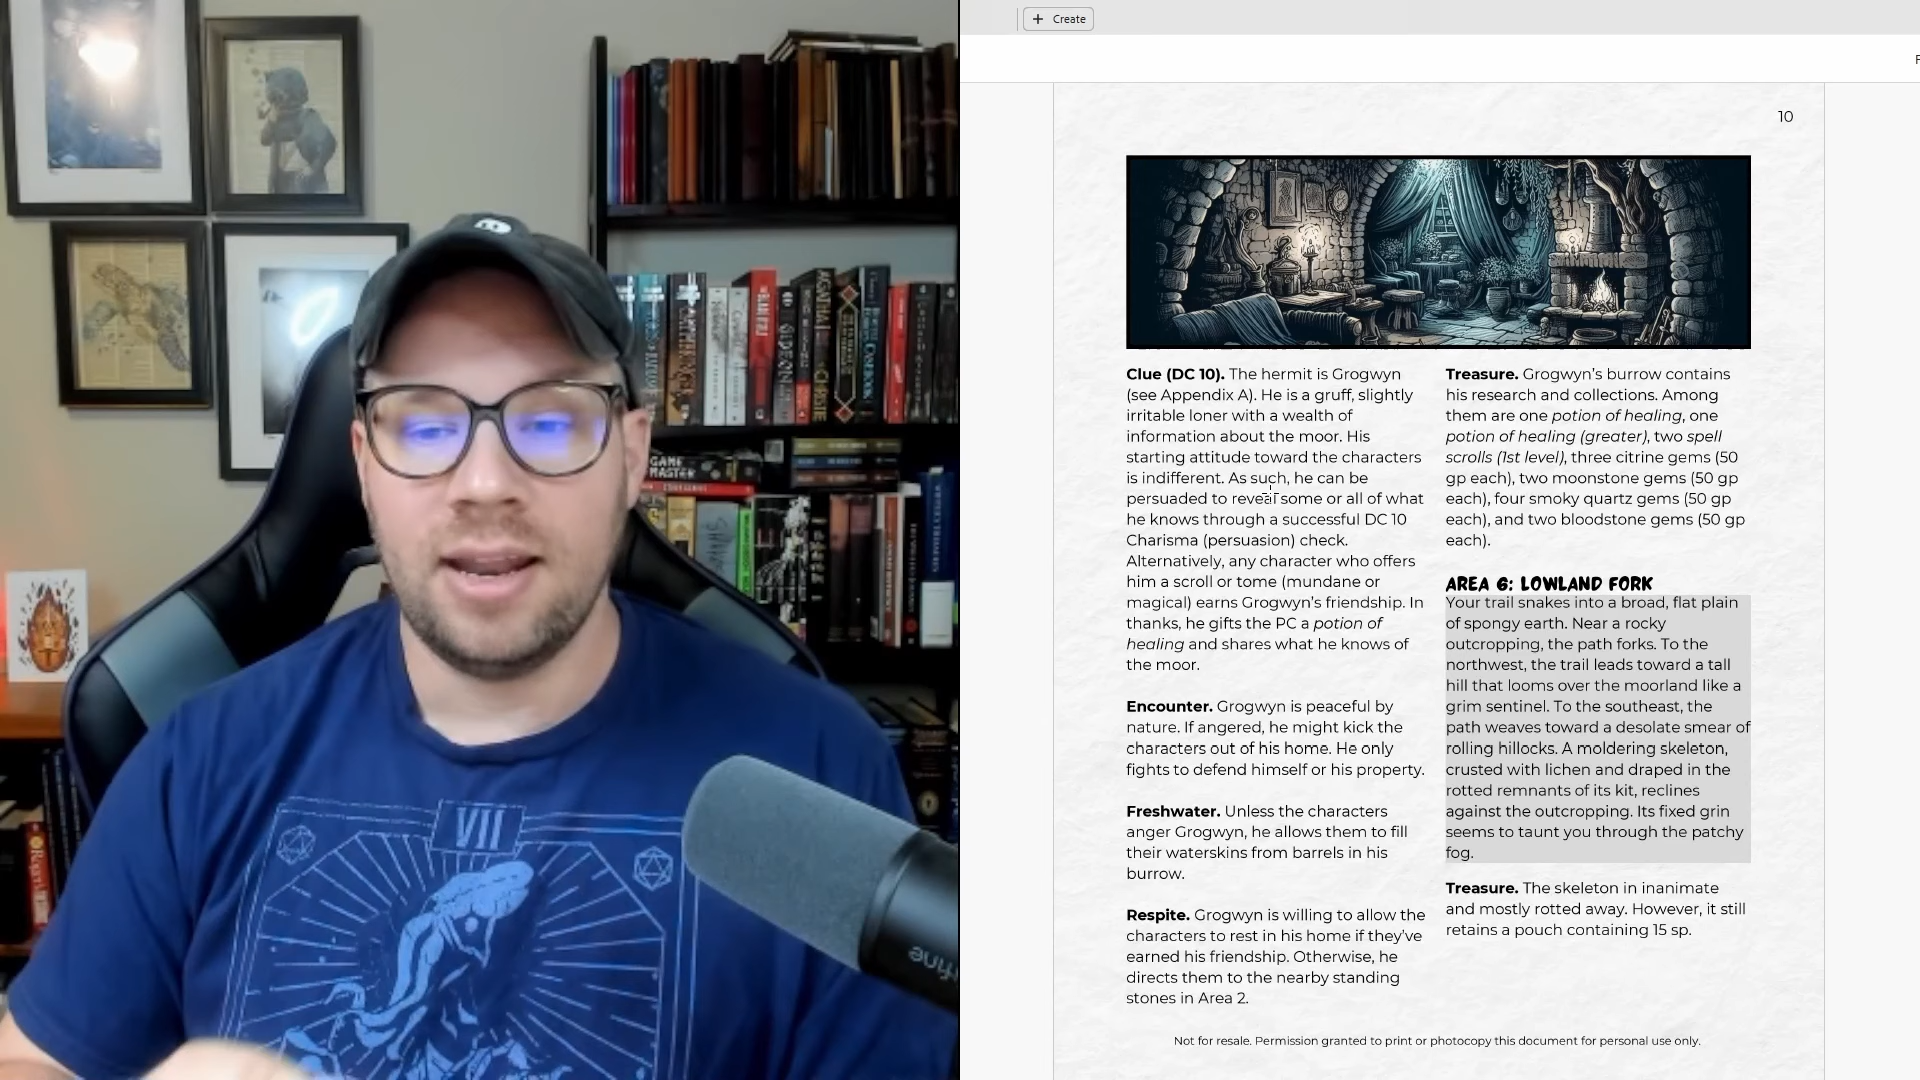 Create
10
Clue (DC 10). The hermit is Grogwyn
(see Appendix A). He is a gruff, slightly
irritable loner with a wealth of
information about the moor. His
starting attitude toward the characters
is indifferent. As such, he can be
persuaded to reveal some or all of what
he knows through a successful DC 10
Charisma (persuasion) check.
Alternatively, any character who offers
him a scroll or tome (mundane or
magical) earns Grogwyn's friendship. In
thanks, he gifts the PC a potion of
healing and shares what he knows of
the moor.
Encounter. Grogwyn is peaceful by
nature. If angered, he might kick the
characters out of his home. He only
fights to defend himself or his property.
Freshwater. Unless the characters
anger Grogwyn, he allows them to fill
their waterskins from barrels in his
burrow.
Respite. Grogwyn is willing to allow the
characters to rest in his home if they've
earned his friendship. Otherwise, he
directs them to the nearby standing
stones in Area 2.
Treasure. Grogwyn's burrow contains
his research and collections. Among
them are one potion of healing, one
potion of healing (greater), two spell
scrolls (1st level), three citrine gems (50
gp each), two moonstone gems (50 gp
each), four smoky quartz gems (50 gp
each), and two bloodstone gems (50 gp
each).
AREA 6: LOWLAND FORK
Your trail snakes into a broad, flat plain
of spongy earth. Near a rocky
outcropping, the path forks. To the
northwest, the trail leads toward a tall
hill that looms over the moorland like a
grim sentinel. To the southeast, the
path weaves toward a desolate smear of
rolling hillocks. A moldering skeleton,
crusted with lichen and draped in the
rotted remnants of its kit, reclines
against the outcropping. Its fixed grin
seems to taunt you through the patchy
fog.
Treasure. The skeleton in inanimate
and mostly rotted away. However, it still
retains a pouch containing 15 sp.
Not for resale. Permission granted to print or photocopy this document for personal use only.
VII
GAME
MASTER